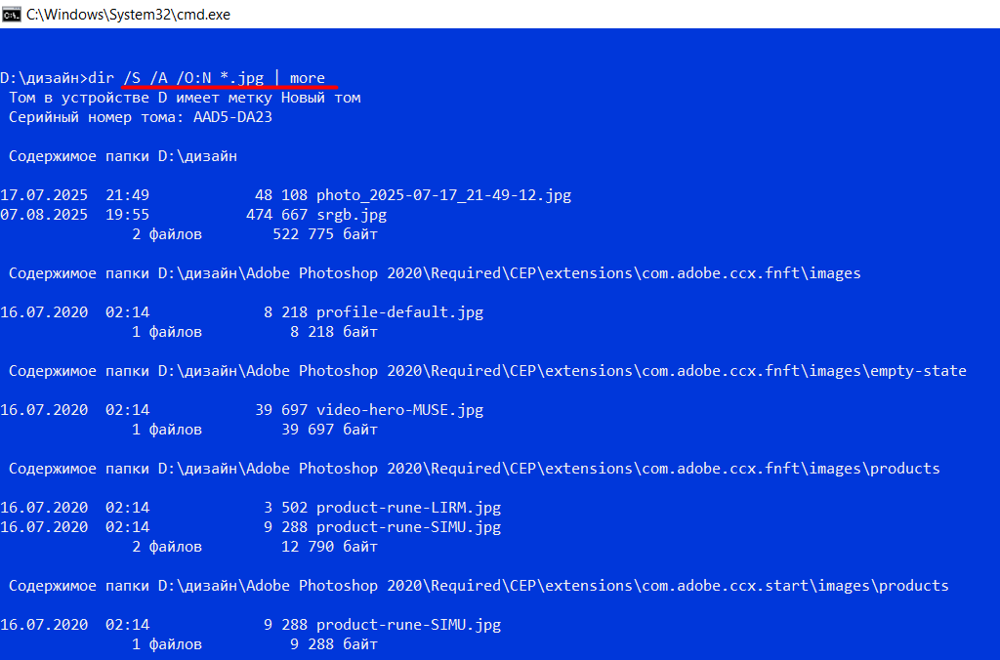 C:\Windows\System32\cmd.exe
D:\дизайн>dir /S /A /O:N *.jpg | more
Том в устройстве D имеет метку Новый том
Серийный номер тома: AAD5-DA23
Содержимое папки D:\дизайн
17.07.2025 21:49 48 108 photo_2025-07-17_21-49-12.jpg
07.08.2025 19:55 474 667 srgb.jpg
2 файлов 522 775 байт
Содержимое папки D:\дизайн\Adobe Photoshop 2020\Required\CEP\extensions\com.adobe.ccx.fnft\images
16.07.2020 02:14 8 218 profile-default.jpg
1 файлов 8 218 байт
Содержимое папки D:\дизайн\Adobe Photoshop 2020\Required\CEP\extensions\com.adobe.ccx.fnft\images\empty-state
16.07.2020 02:14 39 697 video-hero-MUSE.jpg
1 файлов 39 697 байт
Содержимое папки D:\дизайн\Adobe Photoshop 2020\Required\CEP\extensions\com.adobe.ccx.fnft\images\products
16.07.2020 02:14 3 502 product-rune-LIRM.jpg
16.07.2020 02:14 9 288 product-rune-SIMU.jpg
2 файлов 12 790 байт
Содержимое папки D:\дизайн\Adobe Photoshop 2020\Required\CEP\extensions\com.adobe.ccx.start\images\products
16.07.2020 02:14 9 288 product-rune-SIMU.jpg
1 файлов 9 288 байт